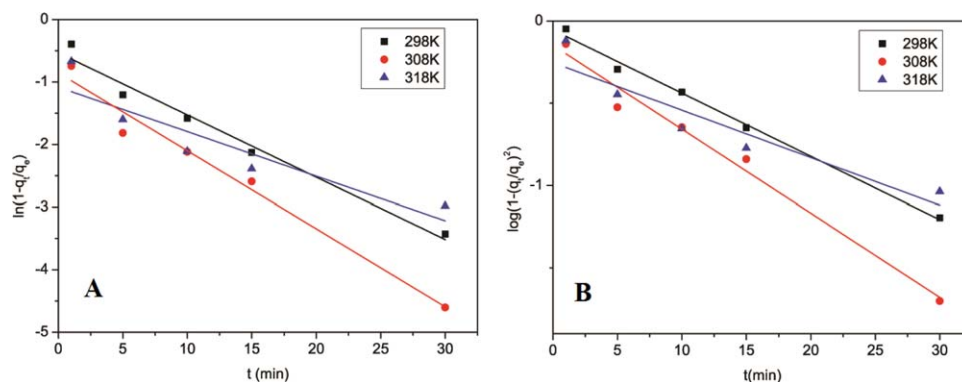 0
-1
-2
-3
-4
-5
ln(1-qt/qe)
298K
308K
318K
A
0 5 10 15 20 25 30
t (min)
0
-1
log(1-(qt/qe)²)
298K
308K
318K
B
0 5 10 15 20 25 30
t(min)